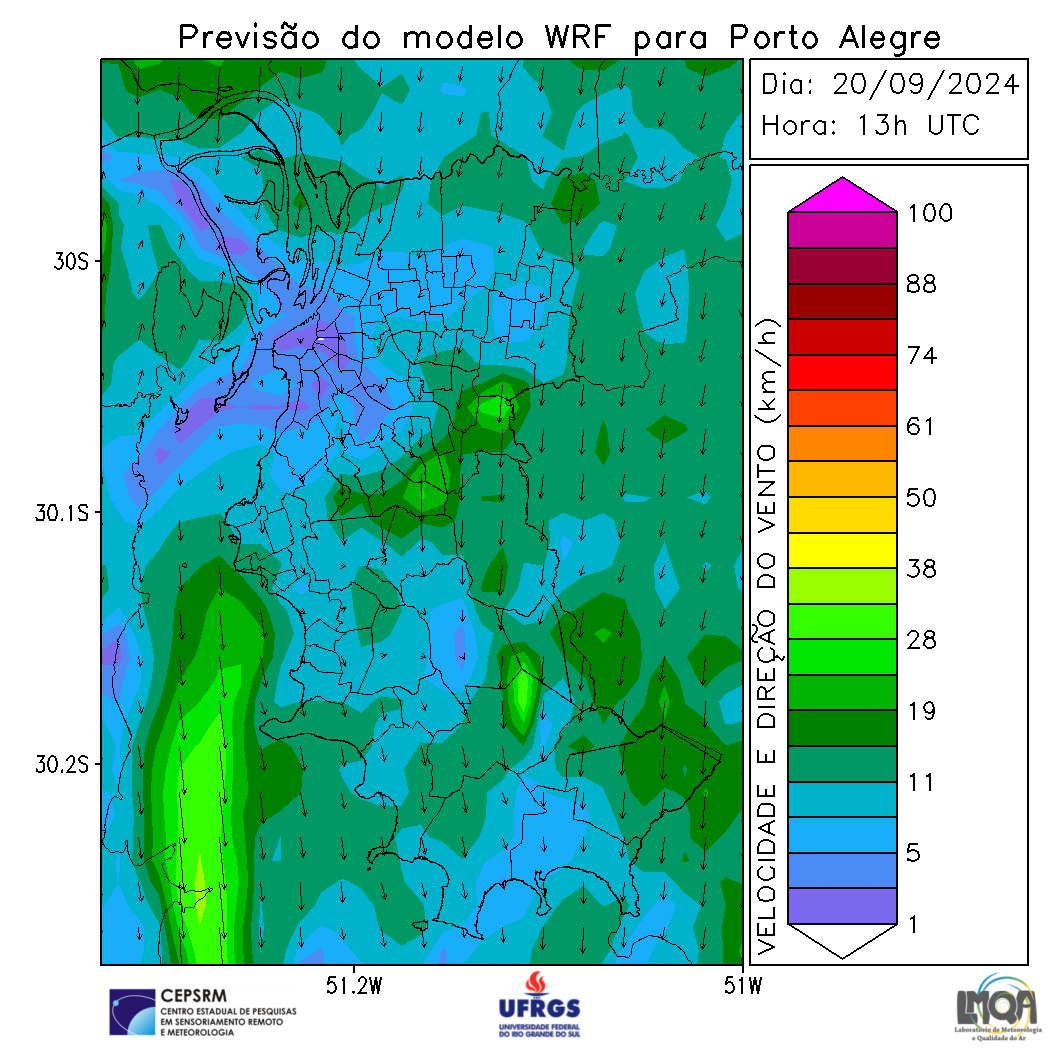 Previsão do modelo WRF para Porto Alegre
Dia: 20/09/2024
Hora: 13h UTC
30S
30.1S
30.2S
51.2W
51W
VELOCIDADE E DIREÇÃO DO VENTO (km/h)
100
88
74
61
50
38
28
19
11
5
1
CEPSRM
CENTRO ESTADUAL DE PESQUISAS
EM SENSORIAMENTO REMOTO
E METEOROLOGIA
UFRGS
UNIVERSIDADE FEDERAL
DO RIO GRANDE DO SUL
LMQA
Laboratório de Meteorologia
e Qualidade do Ar